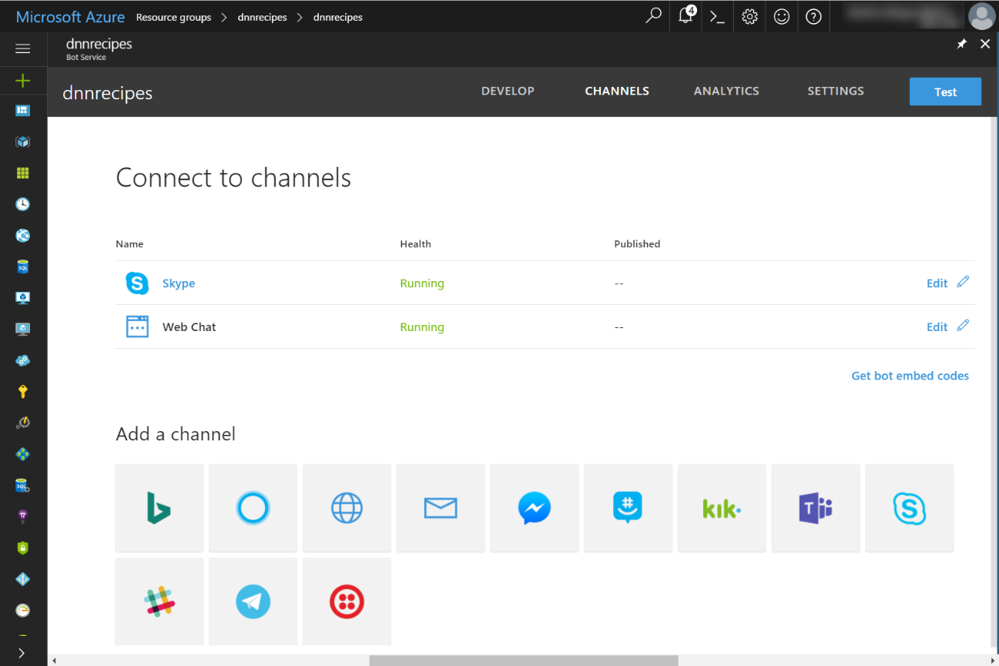 Microsoft Azure Resource groups > dnnrecipes > dnnrecipes
4
dnnrecipes
Bot Service
dnnrecipes DEVELOP CHANNELS ANALYTICS SETTINGS Test
Connect to channels
Name Health Published
Skype Running -- Edit
Web Chat Running -- Edit
Get bot embed codes
Add a channel
kik